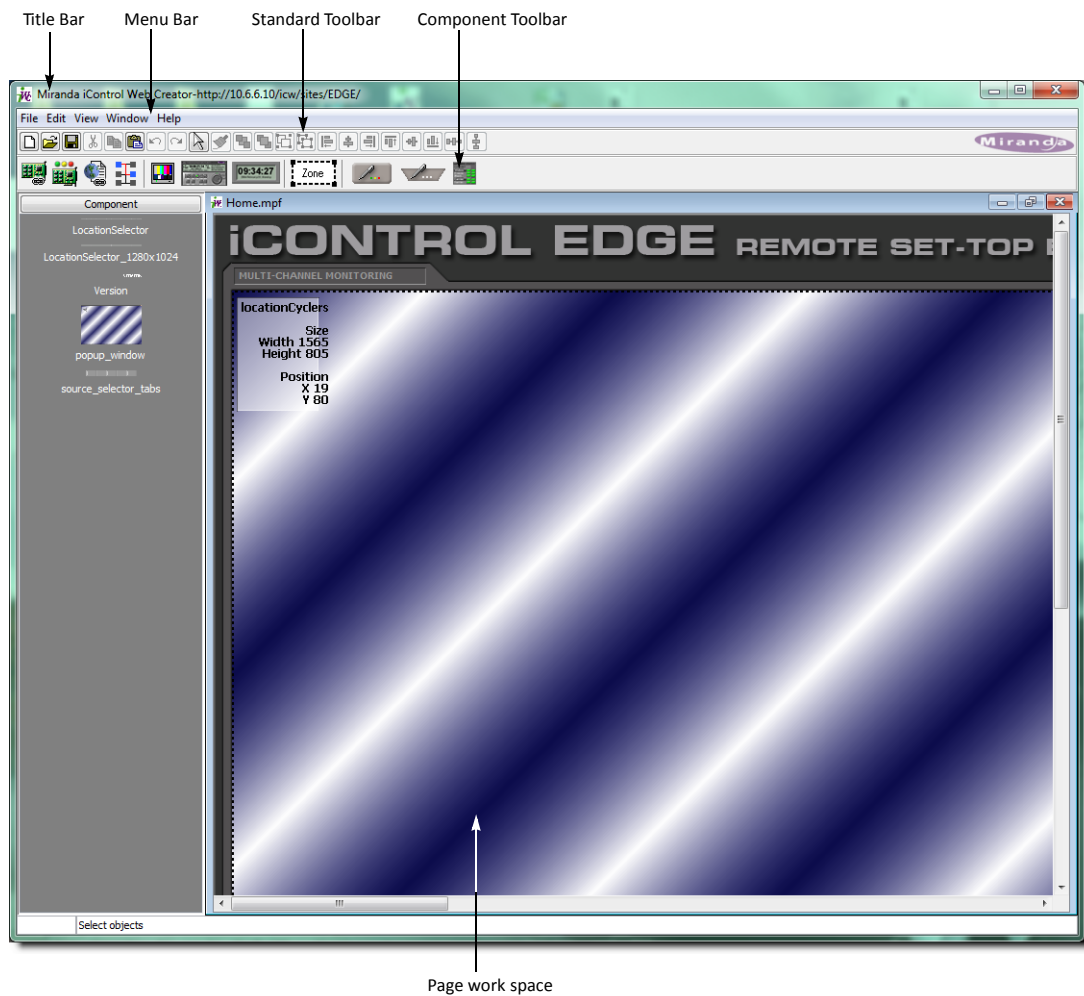 Title Bar Menu Bar Standard Toolbar Component Toolbar
Miranda iControl Web Creator-http://10.6.6.10/icw/sites/EDGE/
File Edit View Window Help
Miranda
09:34:27
Zone
Component
Home.mpf
LocationSelector
LocationSelector_1280x1024
Version
popup_window
source_selector_tabs
iCONTROL EDGE REMOTE SET-TOP
MULTI-CHANNEL MONITORING
locationCyclers
Size
Width 1565
Height 805
Position
X 19
Y 80
Select objects
Page work space